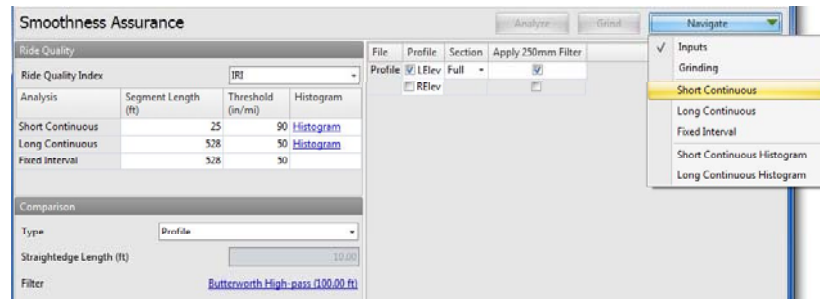 Smoothness Assurance
Analyze
Grind
Navigate
Ride Quality
Ride Quality Index IRI
Analysis Segment Length (ft) Threshold (in/mi) Histogram
Short Continuous 25 90 Histogram
Long Continuous 528 50 Histogram
Fixed Interval 528 50
Comparison
Type Profile
Straightedge Length (ft) 10.00
Filter Butterworth High-pass (100.00 ft)
File Profile Section Apply 250mm Filter
Profile LElev Full
RElev
✓ Inputs
Grinding
Short Continuous
Long Continuous
Fixed Interval
Short Continuous Histogram
Long Continuous Histogram